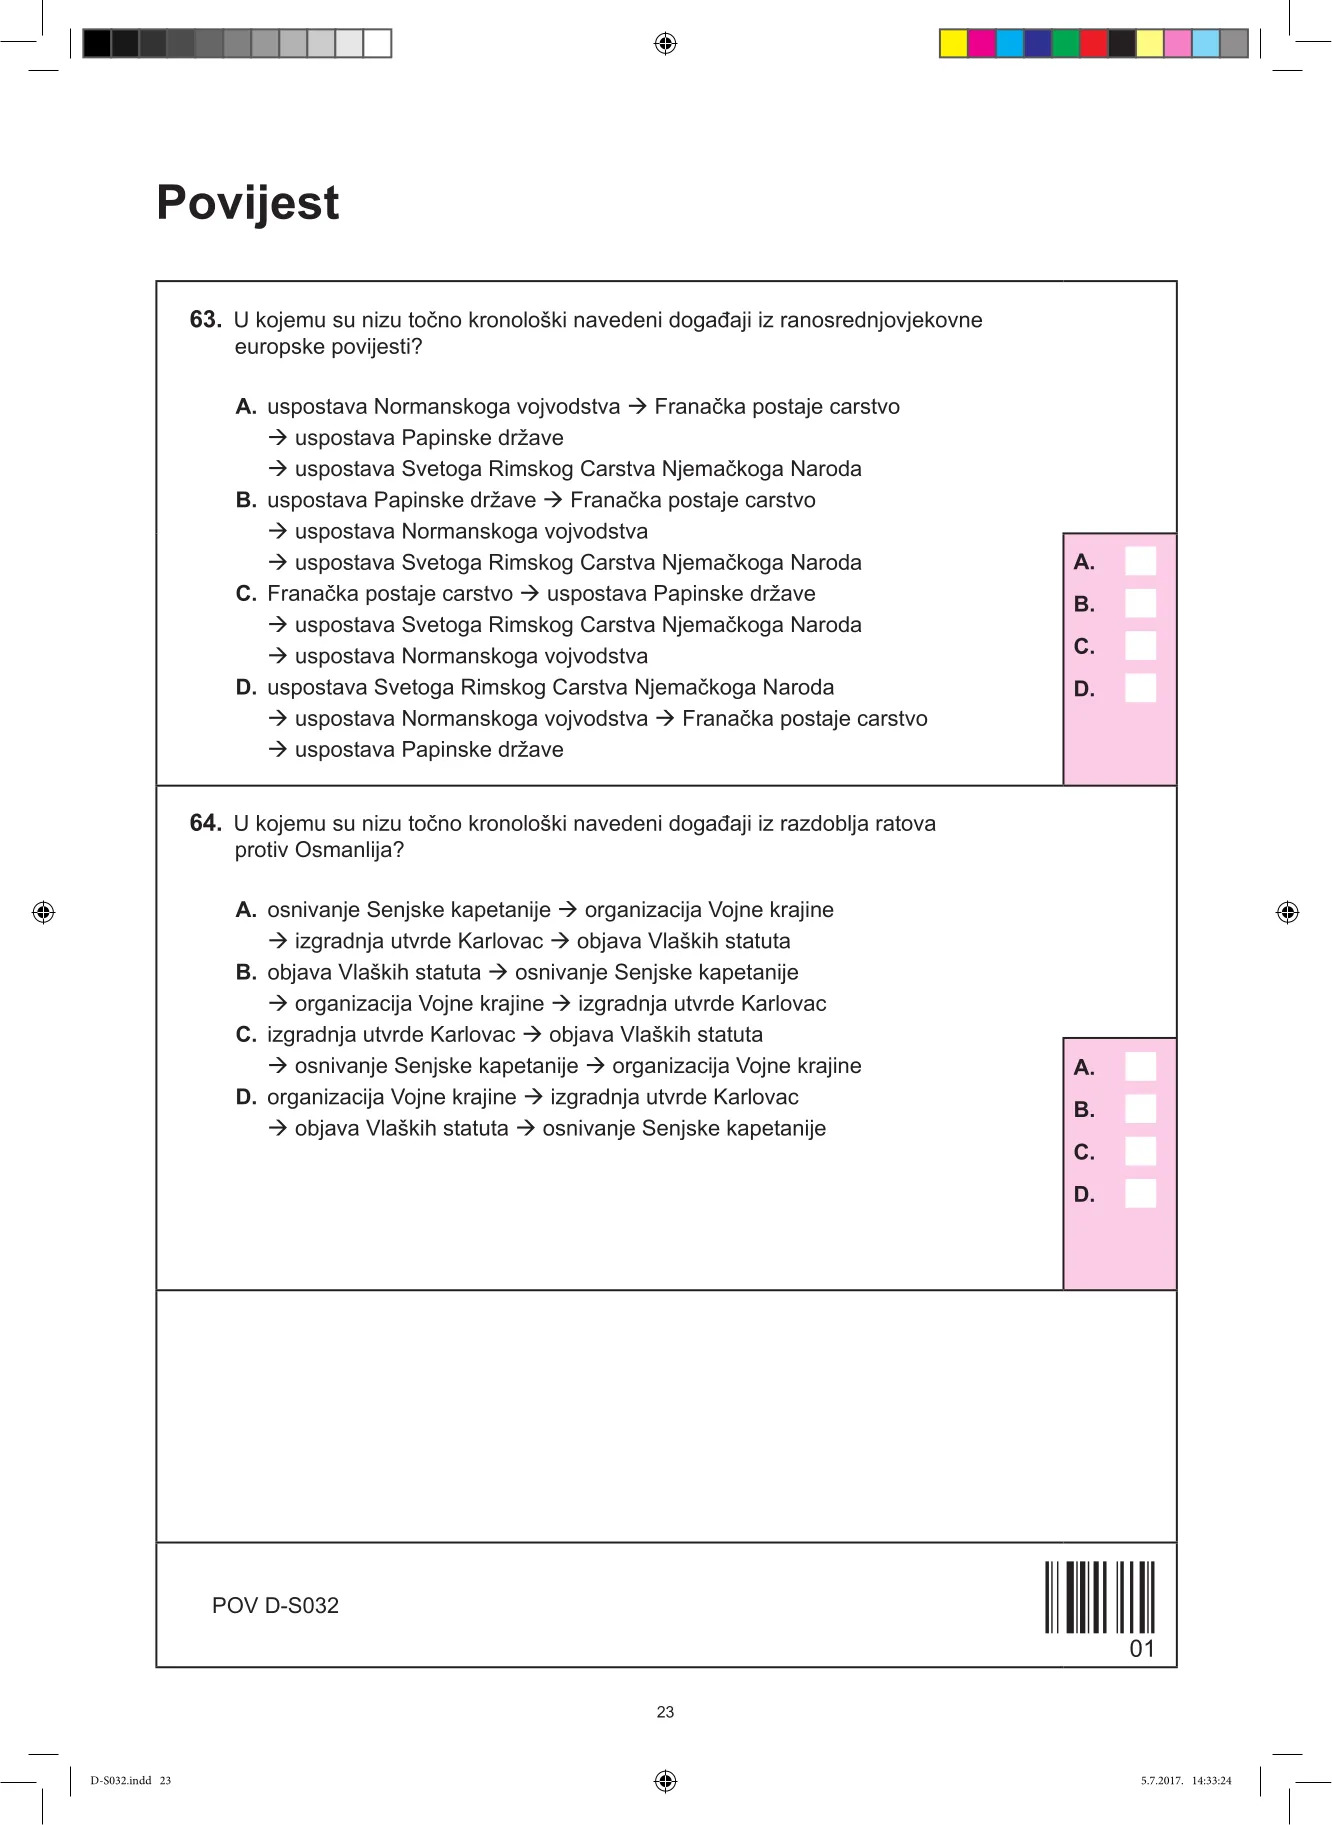 Povijest
63. U kojemu su nizu točno kronološki navedeni događaji iz ranosrednjovjekovne
europske povijesti?
A. uspostava Normanskoga vojvodstva → Franačka postaje carstvo
→ uspostava Papinske države
→ uspostava Svetoga Rimskog Carstva Njemačkoga Naroda
B. uspostava Papinske države → Franačka postaje carstvo
→ uspostava Normanskoga vojvodstva
→ uspostava Svetoga Rimskog Carstva Njemačkoga Naroda
C. Franačka postaje carstvo → uspostava Papinske države
→ uspostava Svetoga Rimskog Carstva Njemačkoga Naroda
→ uspostava Normanskoga vojvodstva
D. uspostava Svetoga Rimskog Carstva Njemačkoga Naroda
→ uspostava Normanskoga vojvodstva → Franačka postaje carstvo
→ uspostava Papinske države
A.
B.
C.
D.
64. U kojemu su nizu točno kronološki navedeni događaji iz razdoblja ratova
protiv Osmanlija?
A. osnivanje Senjske kapetanije → organizacija Vojne krajine
→ izgradnja utvrde Karlovac → objava Vlaških statuta
B. objava Vlaških statuta → osnivanje Senjske kapetanije
→ organizacija Vojne krajine → izgradnja utvrde Karlovac
C. izgradnja utvrde Karlovac → objava Vlaških statuta
→ osnivanje Senjske kapetanije → organizacija Vojne krajine
D. organizacija Vojne krajine → izgradnja utvrde Karlovac
→ objava Vlaških statuta → osnivanje Senjske kapetanije
A.
B.
C.
D.
POV D-S032
01
23
D-S032.indd 23
5.7.2017. 14:33:24